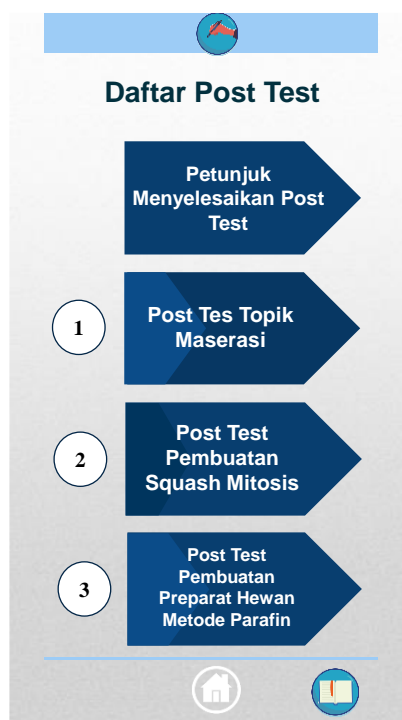 Daftar Post Test
Petunjuk
Menyelesaikan Post
Test
1
Post Tes Topik
Maserasi
2
Post Test
Pembuatan
Squash Mitosis
3
Post Test
Pembuatan
Preparat Hewan
Metode Parafin